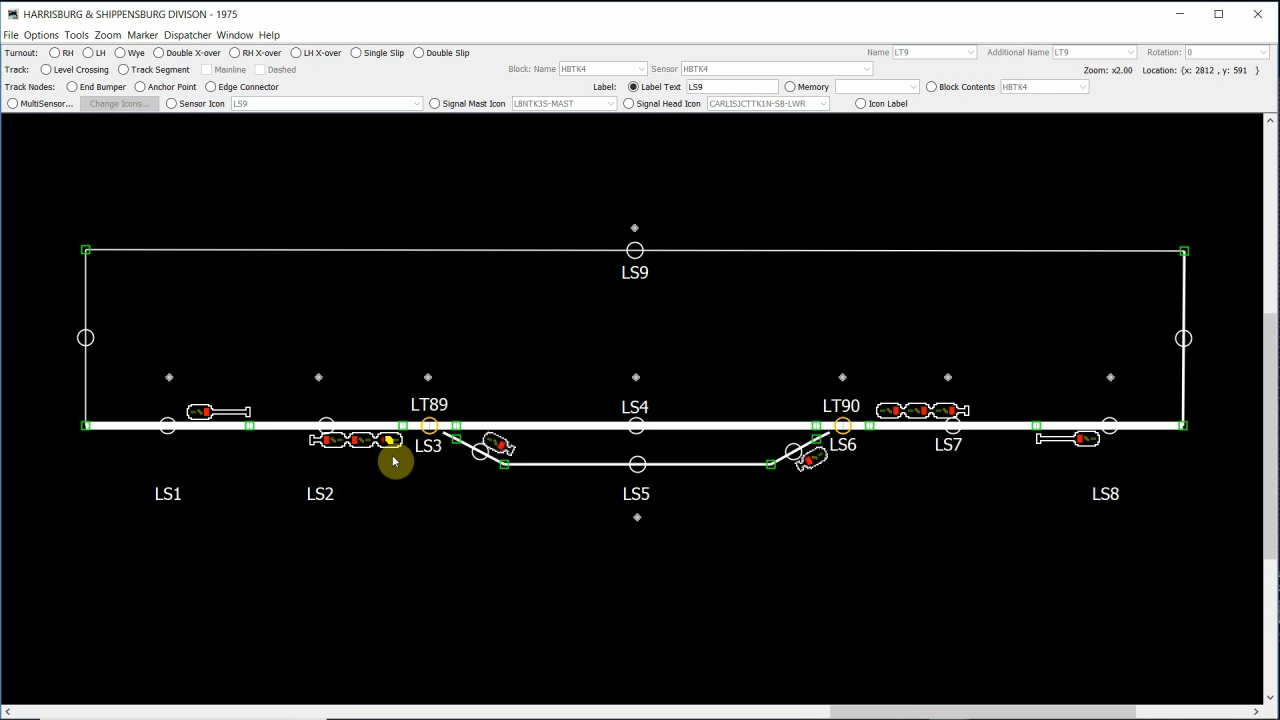 HARRISBURG & SHIPPENSBURG DIVISON - 1975
File Options Tools Zoom Marker Dispatcher Window Help
Turnout: RH LH Wye Double X-over RH X-over LH X-over Single Slip Double Slip Name LT9 Additional Name LT9 Rotation: 0
Track: Level Crossing Track Segment Mainline Dashed Block: Name HBTK4 Sensor HBTK4 Zoom: x2.00 Location: {x: 2812 , y: 591 }
Track Nodes: End Bumper Anchor Point Edge Connector Label: Label Text LS9 Memory Block Contents HBTK4
MultiSensor... Change Icons... Sensor Icon LS9 Signal Mast Icon LBNTK3S-MAST Signal Head Icon CARLISJCTTK1N-SB-LWR Icon Label
LS9
LT89 LS4 LT90
LS3 LS6 LS7
LS1 LS2 LS5 LS8